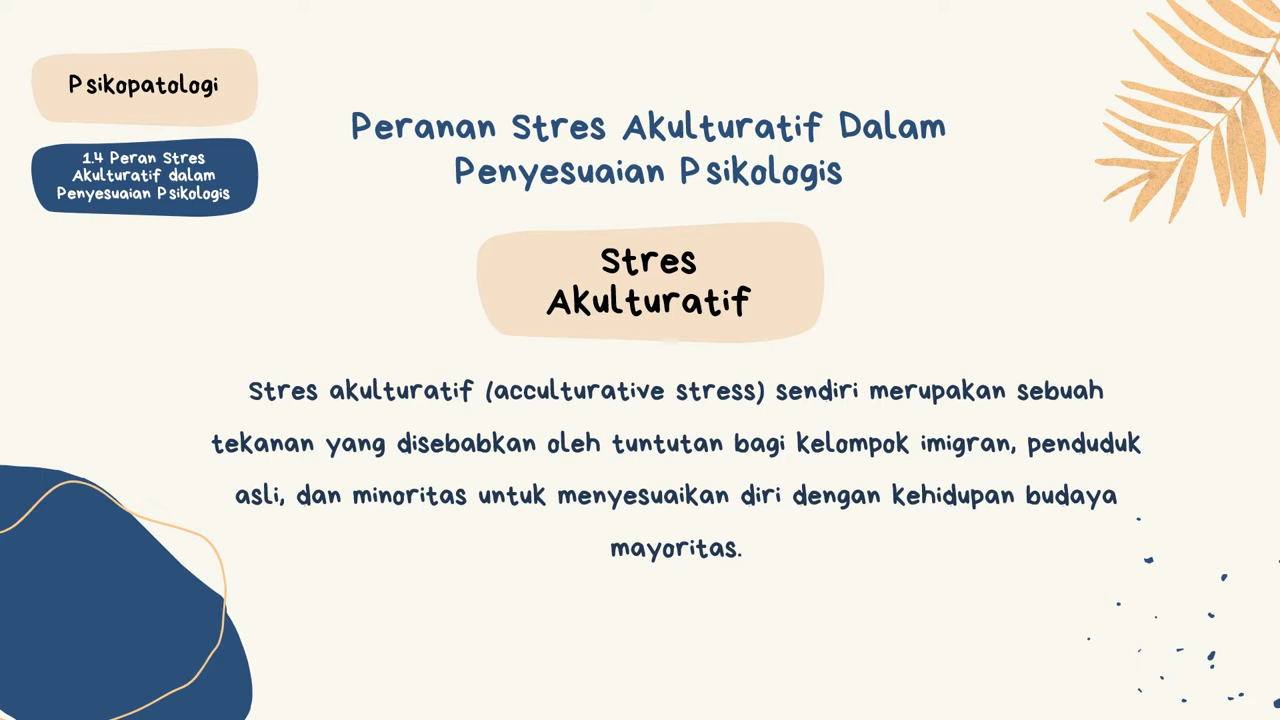 Psikopatologi
1.4 Peran Stres
Akulturatif dalam
Penyesuaian Psikologis
Peranan Stres Akulturatif Dalam
Penyesuaian Psikologis
Stres
Akulturatif
Stres akulturatif (acculturative stress) sendiri merupakan sebuah
tekanan yang disebabkan oleh tuntutan bagi kelompok imigran, penduduk
asli, dan minoritas untuk menyesuaikan diri dengan kehidupan budaya
mayoritas.